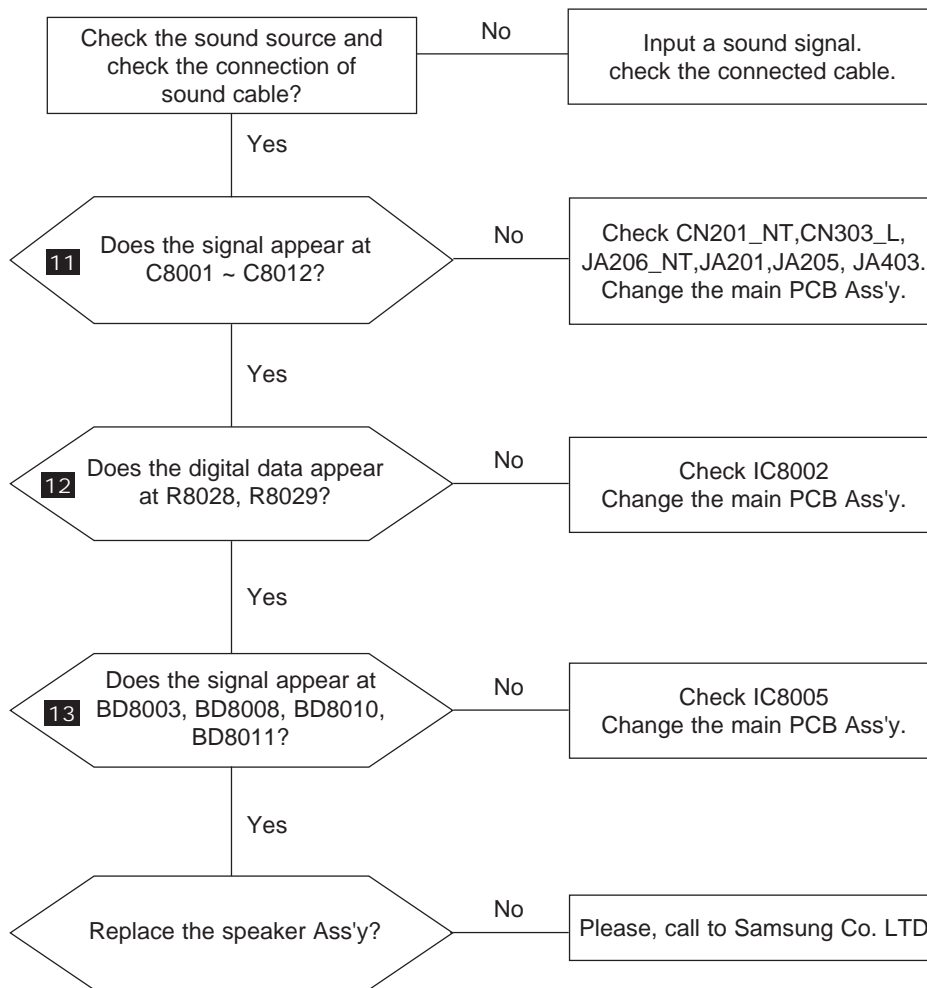 Check the sound source and
check the connection of
sound cable?
No
Input a sound signal.
check the connected cable.
Yes
11
Does the signal appear at
C8001 ~ C8012?
No
Check CN201_NT,CN303_L,
JA206_NT,JA201,JA205, JA403.
Change the main PCB Ass'y.
Yes
12
Does the digital data appear
at R8028, R8029?
No
Check IC8002
Change the main PCB Ass'y.
Yes
13
Does the signal appear at
BD8003, BD8008, BD8010,
BD8011?
No
Check IC8005
Change the main PCB Ass'y.
Yes
Replace the speaker Ass'y?
No
Please, call to Samsung Co. LTD